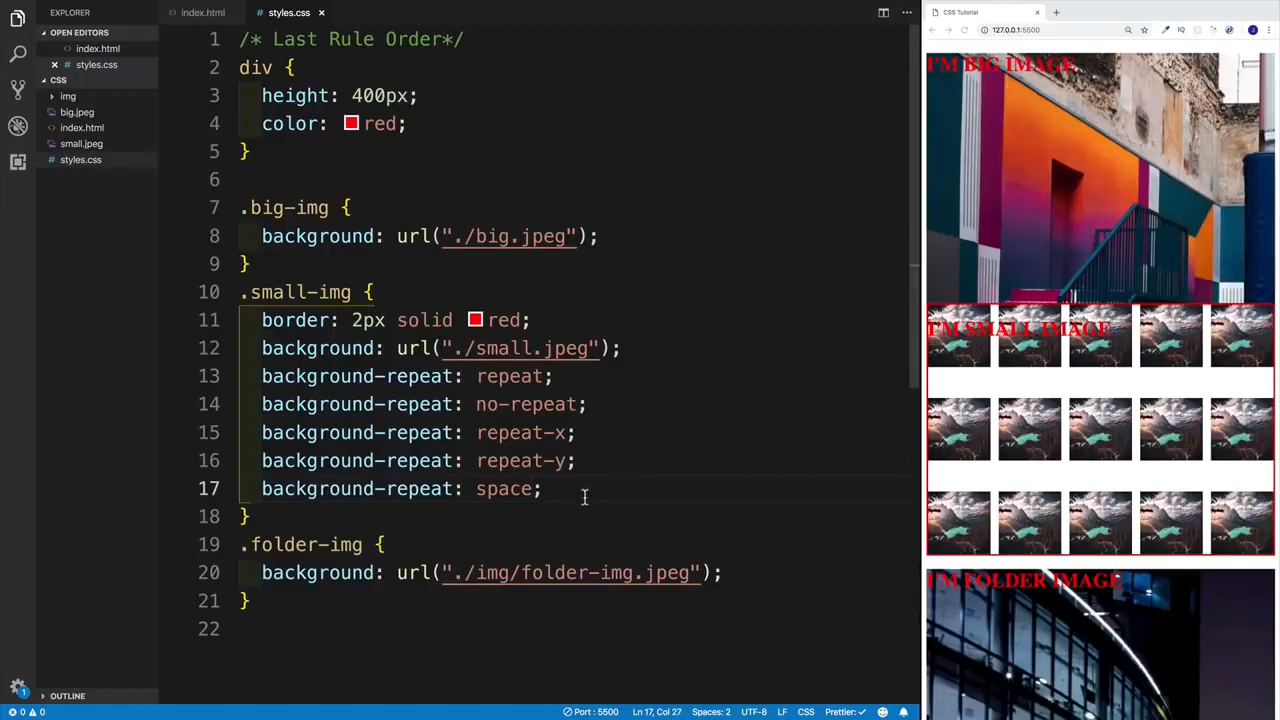 EXPLORER
index.html
# styles.css ×
CSS Tutorial ×
+
OPEN EDITORS
index.html
× # styles.css
CSS
img
big.jpeg
index.html
small.jpeg
# styles.css
OUTLINE
1 /* Last Rule Order*/
2 div {
3 height: 400px;
4 color: red;
5 }
6
7 .big-img {
8 background: url("./big.jpeg");
9 }
10 .small-img {
11 border: 2px solid red;
12 background: url("./small.jpeg");
13 background-repeat: repeat;
14 background-repeat: no-repeat;
15 background-repeat: repeat-x;
16 background-repeat: repeat-y;
17 background-repeat: space;
18 }
19 .folder-img {
20 background: url("./img/folder-img.jpeg");
21 }
22
127.0.0.1:5500
IQ
J
I'M BIG IMAGE
I'M SMALL IMAGE
I'M FOLDER IMAGE
1
0 0 Port : 5500 Ln 17, Col 27 Spaces: 2 UTF-8 LF CSS Prettier: ✓